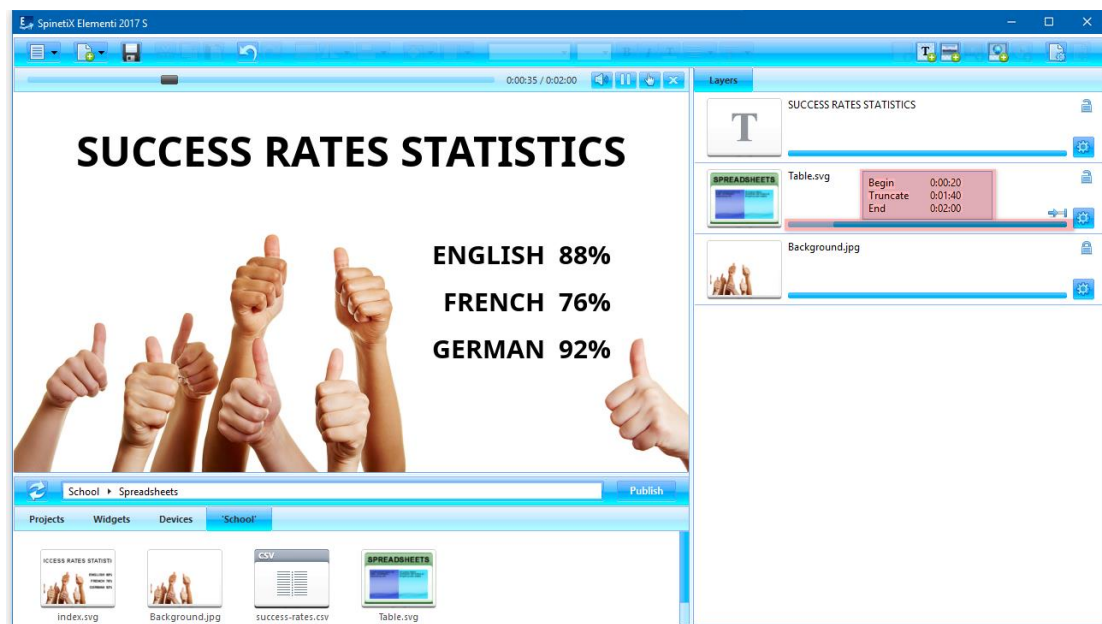 SpinetiX Elementi 2017 S
0:00:35 / 0:02:00
SUCCESS RATES STATISTICS
ENGLISH 88%
FRENCH 76%
GERMAN 92%
School Spreadsheets
Publish
Projects Widgets Devices 'School'
CSV
SPREADSHEETS
index.svg Background.jpg success-rates.csv Table.svg
Layers
T
SUCCESS RATES STATISTICS
SPREADSHEETS
Table.svg
Begin 0:00:20
Truncate 0:01:40
End 0:02:00
Background.jpg